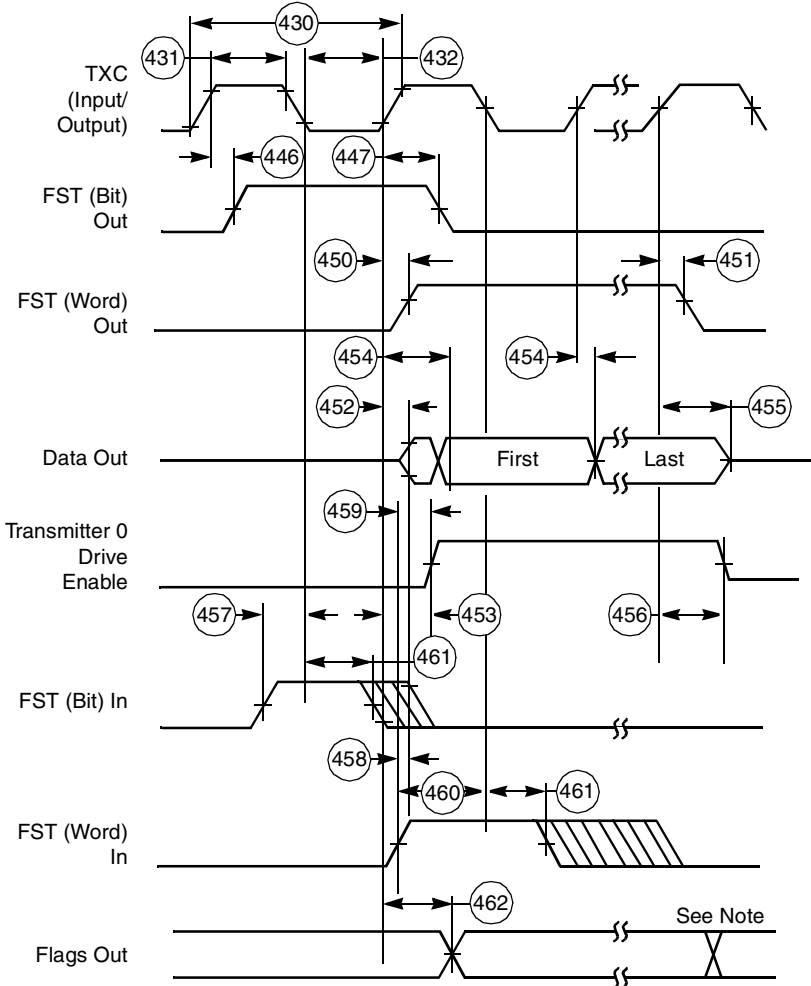 430
431
432
TXC
(Input/
Output)
446
447
FST (Bit)
Out
450
451
FST (Word)
Out
454
454
452
455
Data Out
First
Last
459
Transmitter 0
Drive
Enable
457
453
456
461
FST (Bit) In
458
460
461
FST (Word)
In
462
See Note
Flags Out